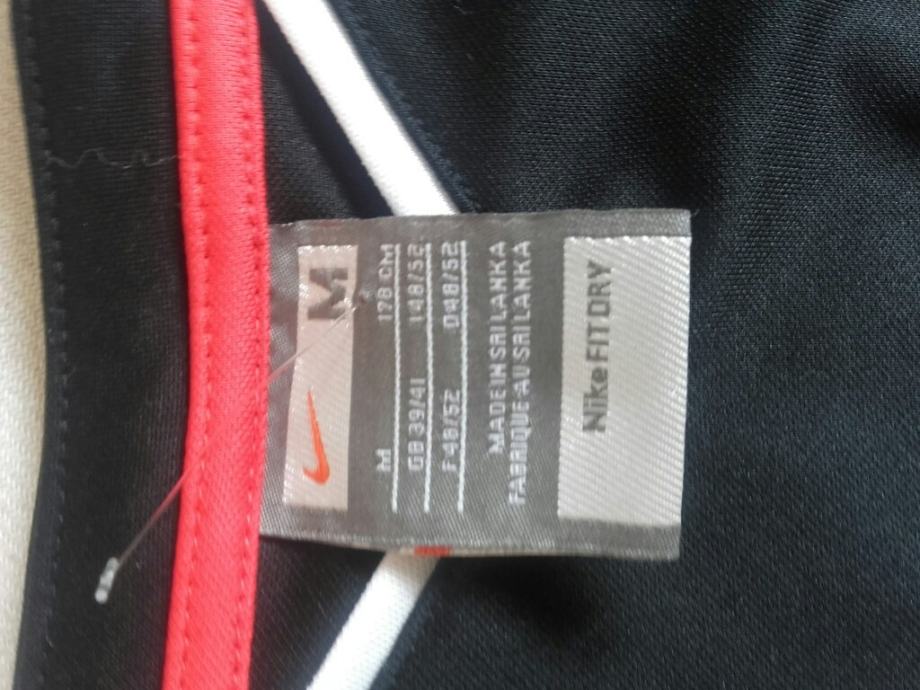 M
M 178 CM
GB 39/41 148/52
F 48/52 D48/52
MADE IN SRI LANKA
FABRIQUE AU SRI LANKA
Nike FIT DRY